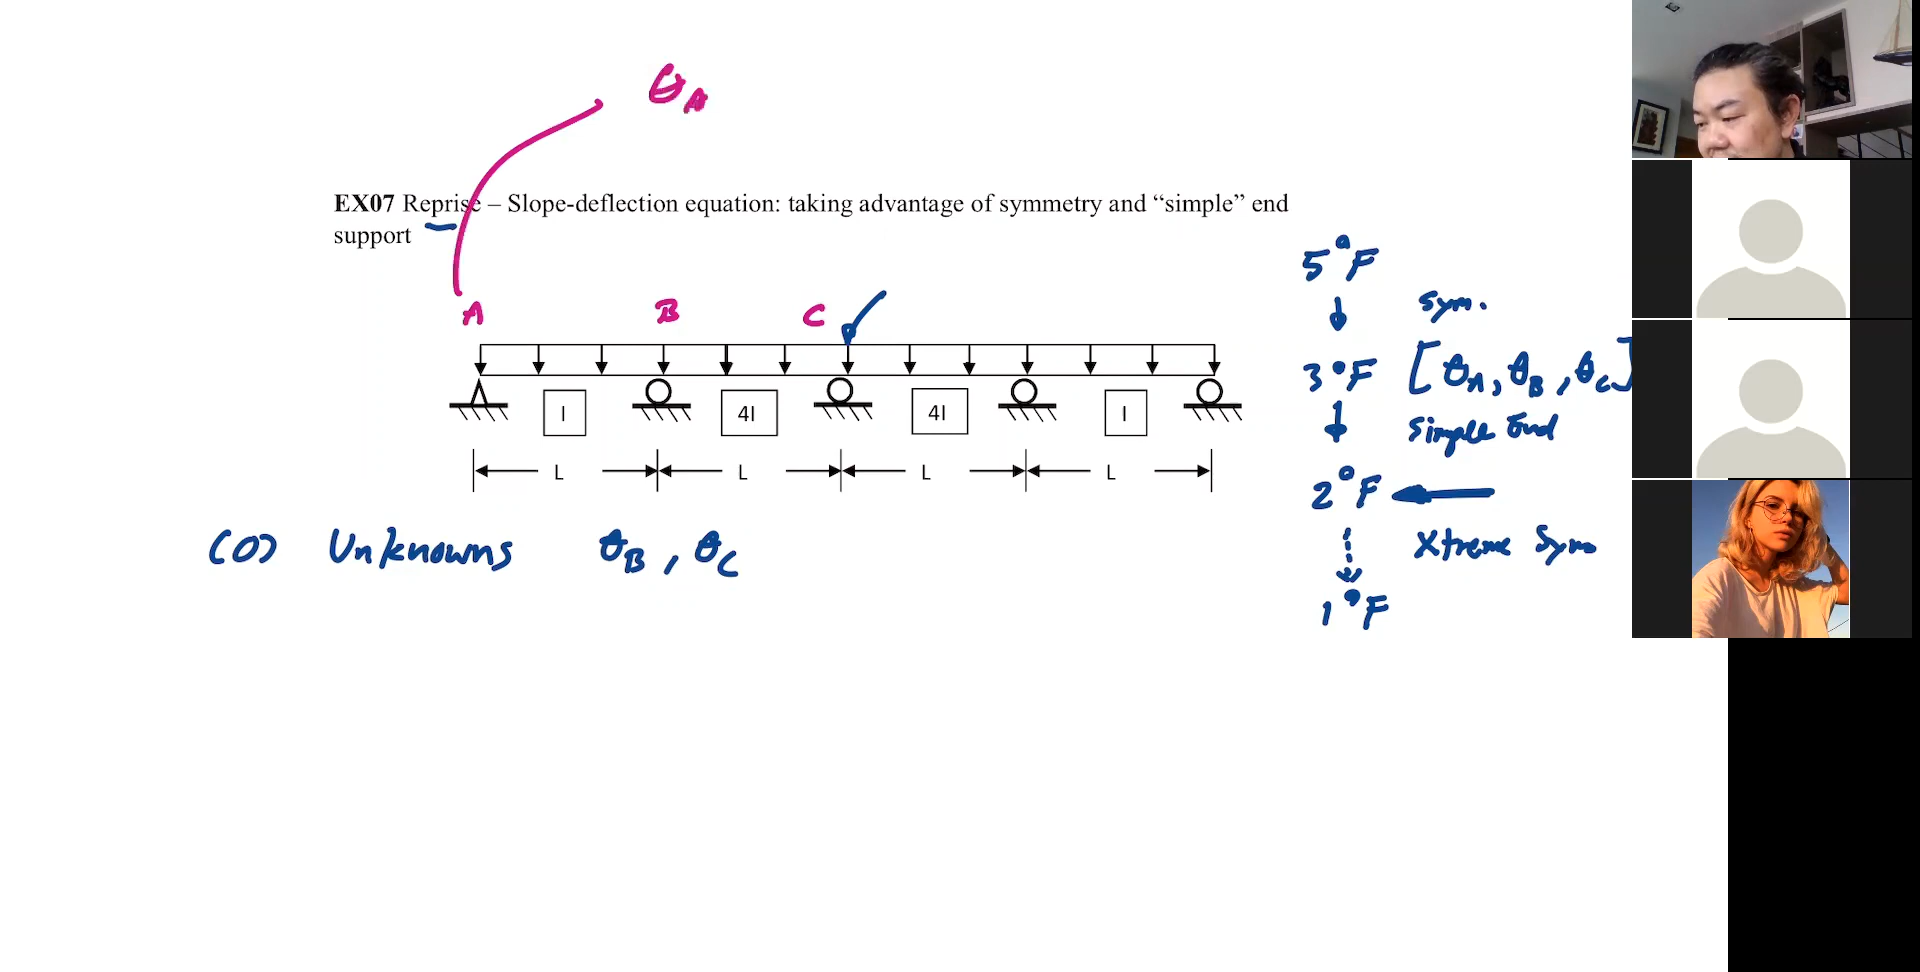 θA
EX07 Reprise – Slope-deflection equation: taking advantage of symmetry and “simple” end
support
A B C
I 4I 4I I
L L L L
5°F
Sym.
3°F [θA, θB, θC]
Simple End
2°F
Xtreme Sym
1°F
(0) Unknowns θB, θC